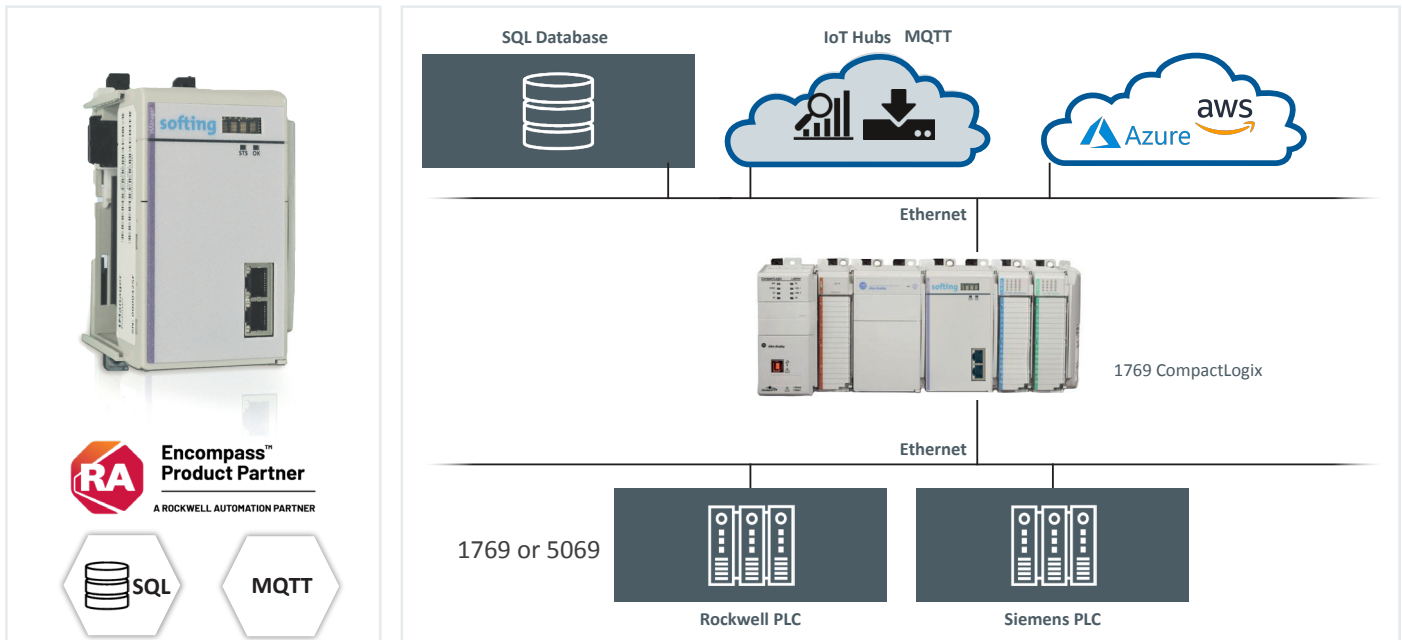 softing
STS OK
RA
Encompass™
Product Partner
A ROCKWELL AUTOMATION PARTNER
SQL
MQTT
SQL Database
IoT Hubs MQTT
Azure
aws
Ethernet
softing
1769 CompactLogix
Ethernet
1769 or 5069
Rockwell PLC
Siemens PLC